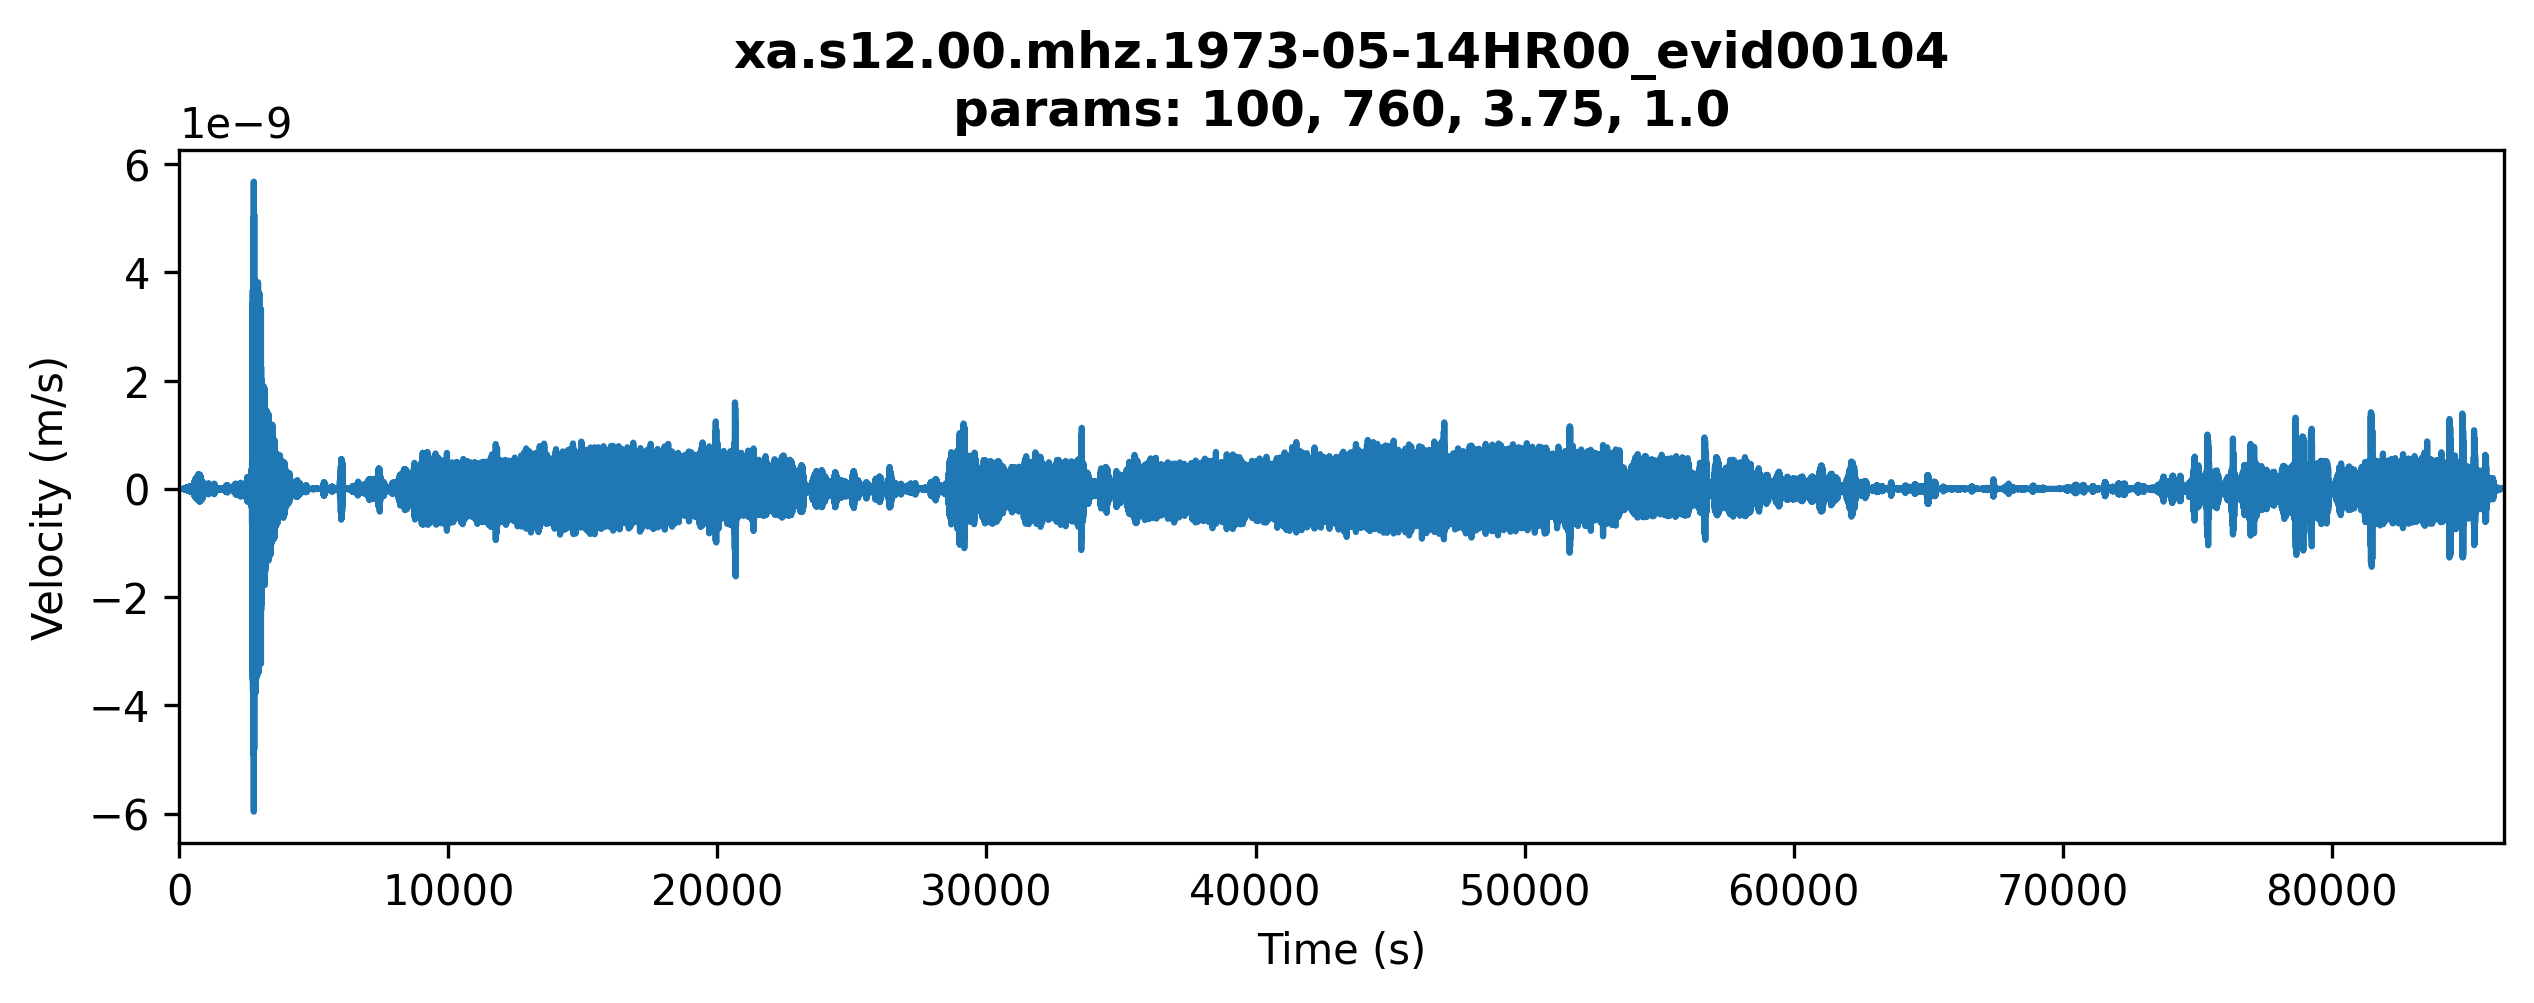 xa.s12.00.mhz.1973-05-14HR00_evid00104
params: 100, 760, 3.75, 1.0
1e−9
6
4
2
0
−2
−4
−6
Velocity (m/s)
0 10000 20000 30000 40000 50000 60000 70000 80000
Time (s)